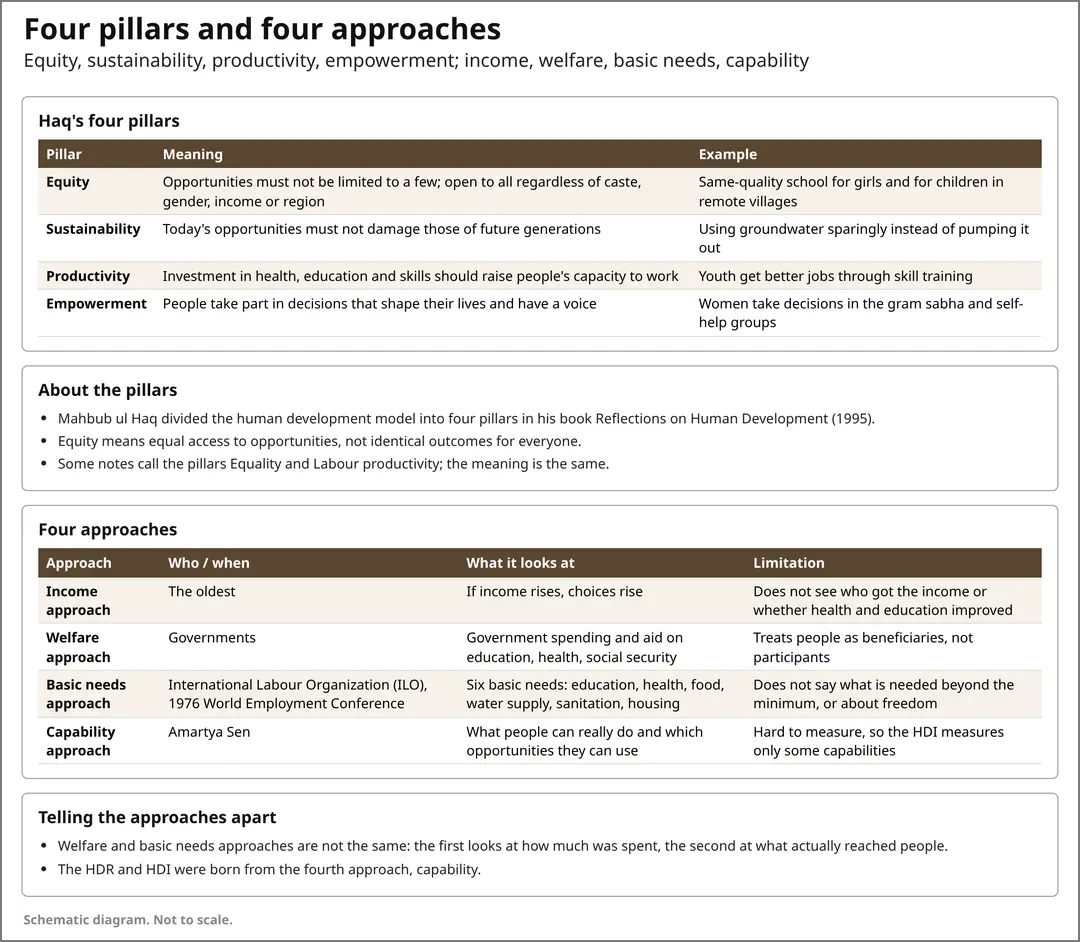 Four pillars and four approaches
Equity, sustainability, productivity, empowerment; income, welfare, basic needs, capability
Haq's four pillars
Pillar Meaning Example
Equity Opportunities must not be limited to a few; open to all regardless of caste, gender, income or region Same-quality school for girls and for children in remote villages
Sustainability Today's opportunities must not damage those of future generations Using groundwater sparingly instead of pumping it out
Productivity Investment in health, education and skills should raise people's capacity to work Youth get better jobs through skill training
Empowerment People take part in decisions that shape their lives and have a voice Women take decisions in the gram sabha and self-help groups
About the pillars
• Mahbub ul Haq divided the human development model into four pillars in his book Reflections on Human Development (1995).
• Equity means equal access to opportunities, not identical outcomes for everyone.
• Some notes call the pillars Equality and Labour productivity; the meaning is the same.
Four approaches
Approach Who / when What it looks at Limitation
Income approach The oldest If income rises, choices rise Does not see who got the income or whether health and education improved
Welfare approach Governments Government spending and aid on education, health, social security Treats people as beneficiaries, not participants
Basic needs approach International Labour Organization (ILO), 1976 World Employment Conference Six basic needs: education, health, food, water supply, sanitation, housing Does not say what is needed beyond the minimum, or about freedom
Capability approach Amartya Sen What people can really do and which opportunities they can use Hard to measure, so the HDI measures only some capabilities
Telling the approaches apart
• Welfare and basic needs approaches are not the same: the first looks at how much was spent, the second at what actually reached people.
• The HDR and HDI were born from the fourth approach, capability.
Schematic diagram. Not to scale.